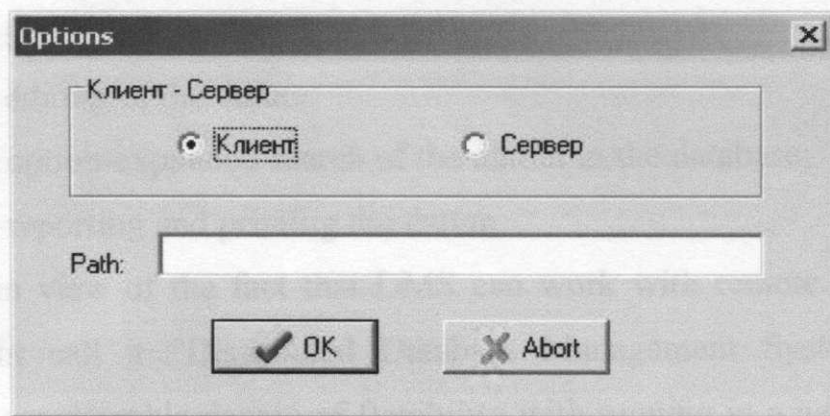 Options
Клиент - Сервер
Клиент
Сервер
Path:
OK
Abort